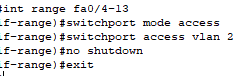 #int range fa0/4-13
if-range)#switchport mode access
if-range)#switchport access vlan 2
if-range)#no shutdown
if-range)#exit